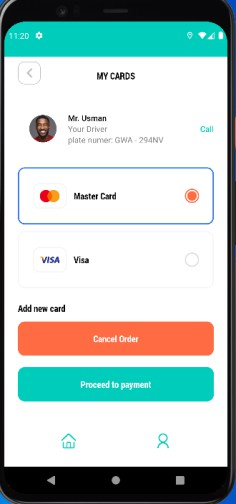 11:20
MY CARDS
Mr. Usman
Your Driver
Call
plate numer: GWA - 294NV
Master Card
VISA Visa
Add new card
Cancel Order
Proceed to payment